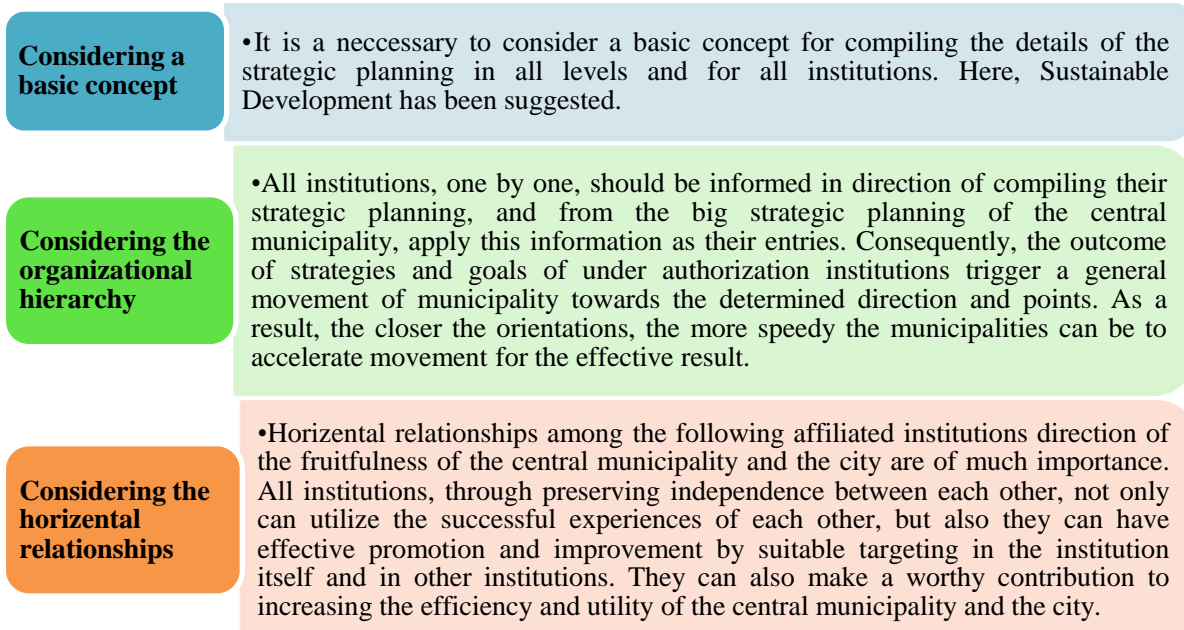 Considering a
basic concept
•It is a neccessary to consider a basic concept for compiling the details of the
strategic planning in all levels and for all institutions. Here, Sustainable
Development has been suggested.
Considering the
organizational
hierarchy
•All institutions, one by one, should be informed in direction of compiling their
strategic planning, and from the big strategic planning of the central
municipality, apply this information as their entries. Consequently, the outcome
of strategies and goals of under authorization institutions trigger a general
movement of municipality towards the determined direction and points. As a
result, the closer the orientations, the more speedy the municipalities can be to
accelerate movement for the effective result.
Considering the
horizental
relationships
•Horizental relationships among the following affiliated institutions direction of
the fruitfulness of the central municipality and the city are of much importance.
All institutions, through preserving independence between each other, not only
can utilize the successful experiences of each other, but also they can have
effective promotion and improvement by suitable targeting in the institution
itself and in other institutions. They can also make a worthy contribution to
increasing the efficiency and utility of the central municipality and the city.